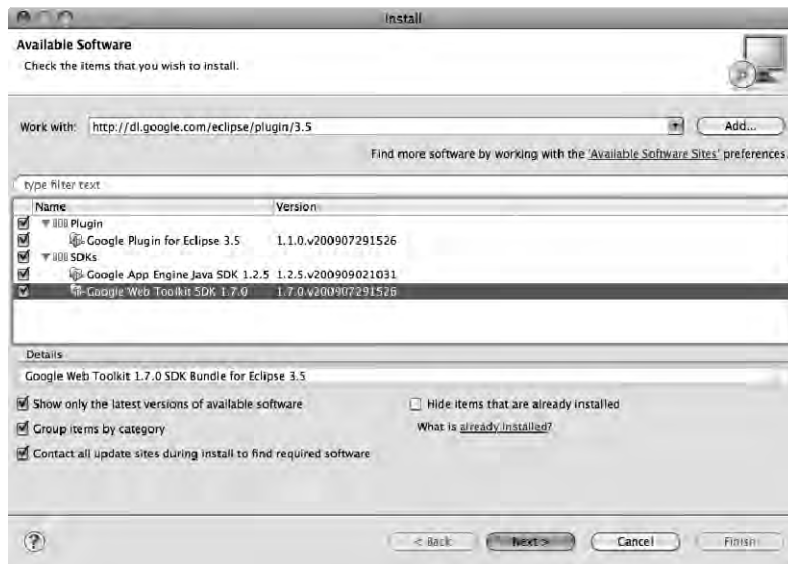 Install
Available Software
Check the items that you wish to install.
Work with: http://dl.google.com/eclipse/plugin/3.5 Add...
Find more software by working with the 'Available Software Sites' preferences
type filter text
Name Version
Plugin
Google Plugin for Eclipse 3.5 1.1.0.v200907291526
SDKs
Google App Engine Java SDK 1.2.5 1.2.5.v200909021031
Google Web Toolkit SDK 1.7.0 1.7.0.v200907291526
Details
Google Web Toolkit 1.7.0 SDK Bundle for Eclipse 3.5
Show only the latest versions of available software Hide items that are already installed
Group items by category What is already installed?
Contact all update sites during install to find required software
? < Back Next > Cancel Finish